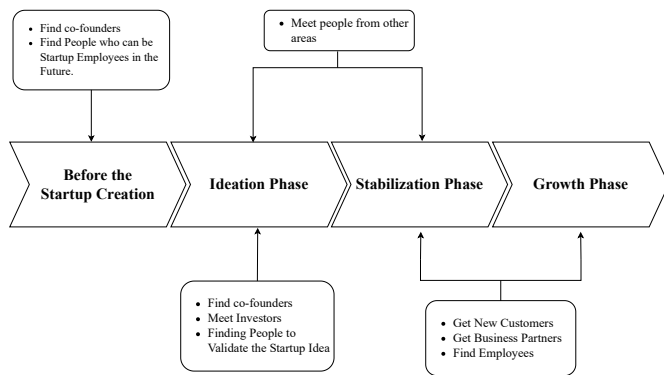 • Find co-founders
• Find People who can be
Startup Employees in the
Future.
• Meet people from other
areas
Before the
Startup Creation
Ideation Phase
Stabilization Phase
Growth Phase
• Find co-founders
• Meet Investors
• Finding People to
Validate the Startup Idea
• Get New Customers
• Get Business Partners
• Find Employees